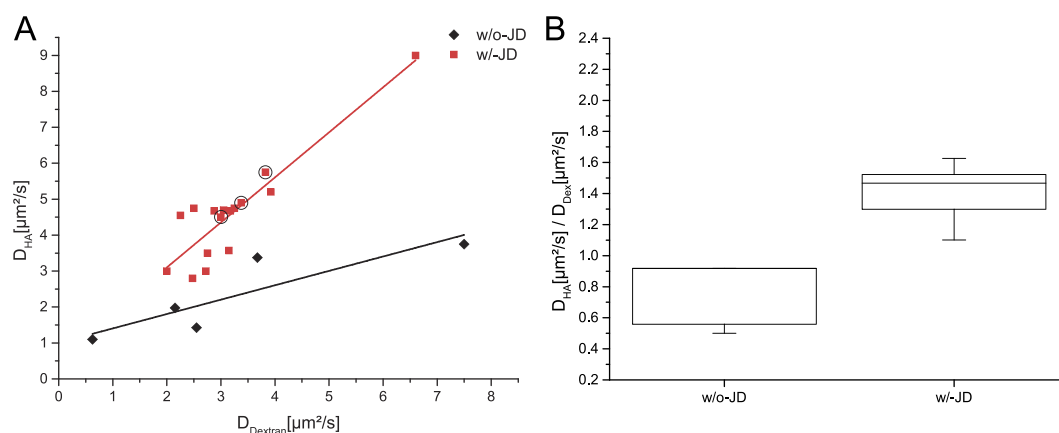 A
w/o-JD
w/-JD
D_HA[µm²/s]
9
8
7
6
5
4
3
2
1
0
0 1 2 3 4 5 6 7 8
D_Dextran[µm²/s]
B
D_HA[µm²/s] / D_Dex[µm²/s]
2.4
2.2
2.0
1.8
1.6
1.4
1.2
1.0
0.8
0.6
0.4
0.2
w/o-JD w/-JD